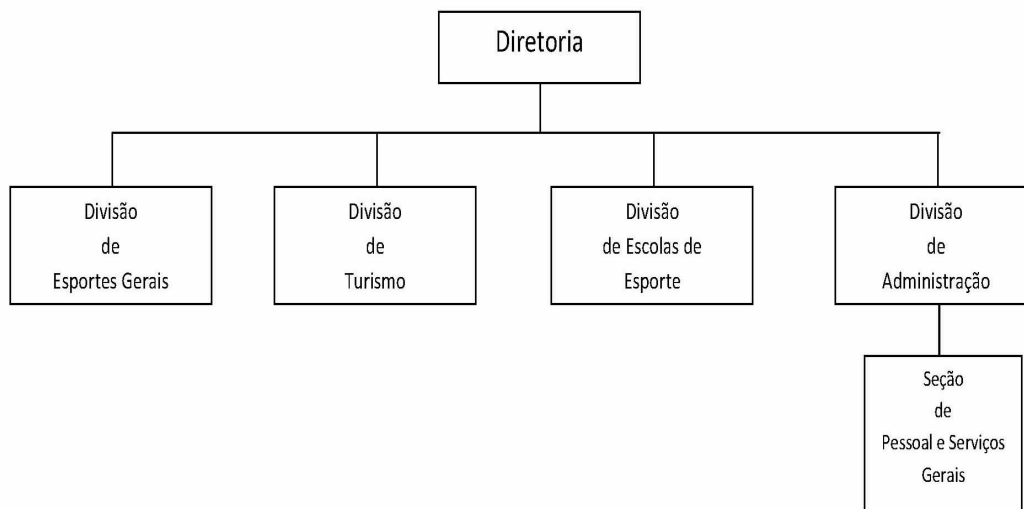 Diretoria
Divisão
de
Esportes Gerais
Divisão
de
Turismo
Divisão
de Escolas de
Esporte
Divisão
de
Administração
Seção
de
Pessoal e Serviços
Gerais